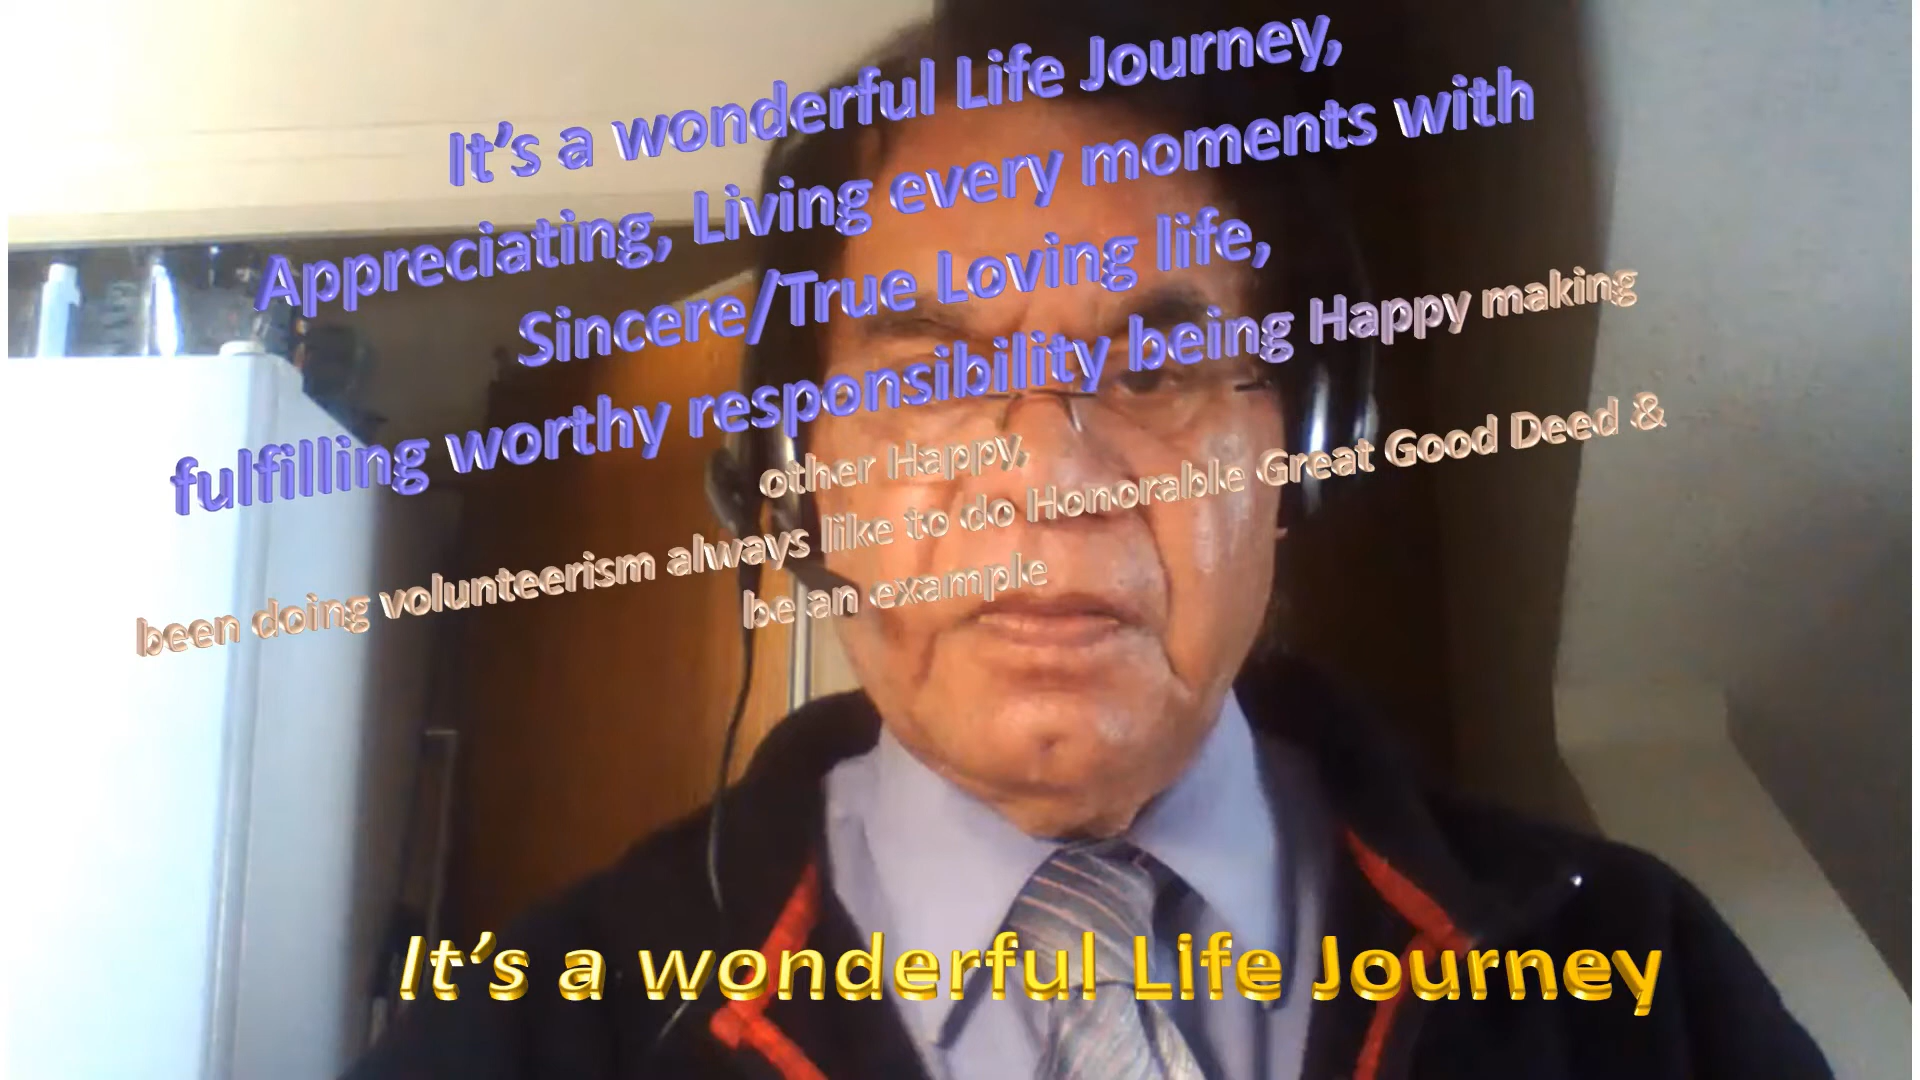 It's a wonderful Life Journey,
Appreciating, Living every moments with
Sincere/True Loving life,
fulfilling worthy responsibility being Happy making
other Happy,
been doing volunteerism always like to do Honorable Great Good Deed &
be an example
It's a wonderful Life Journey